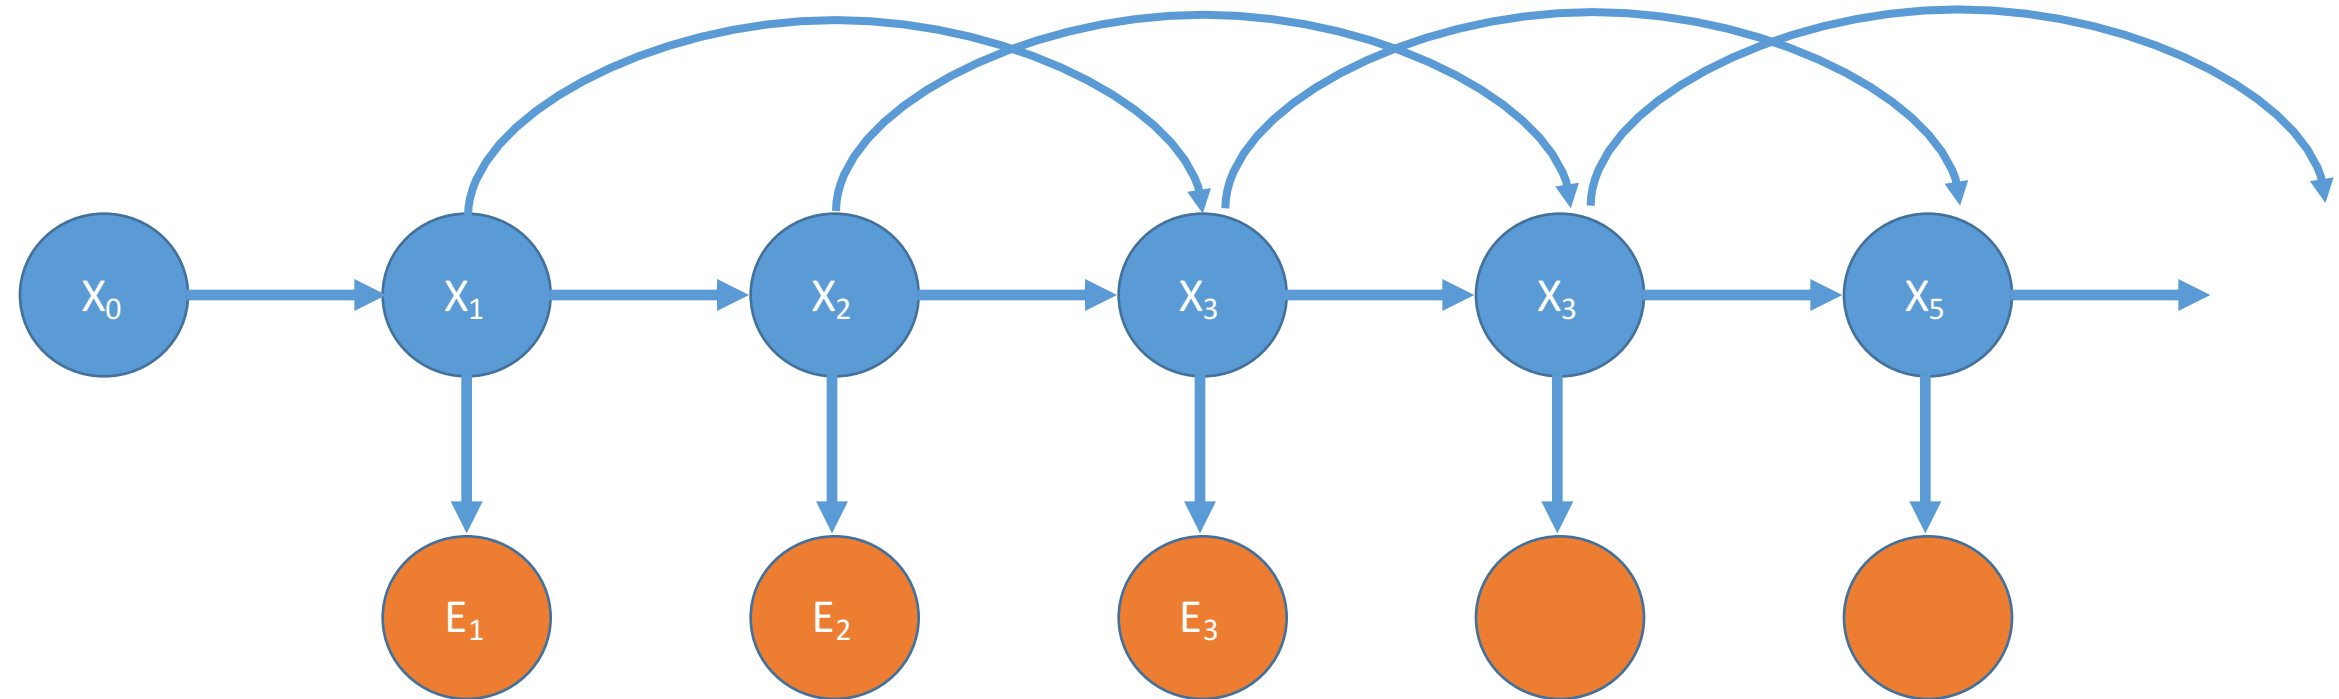 X₀ X₁ X₂ X₃ X₃ X₅
E₁ E₂ E₃